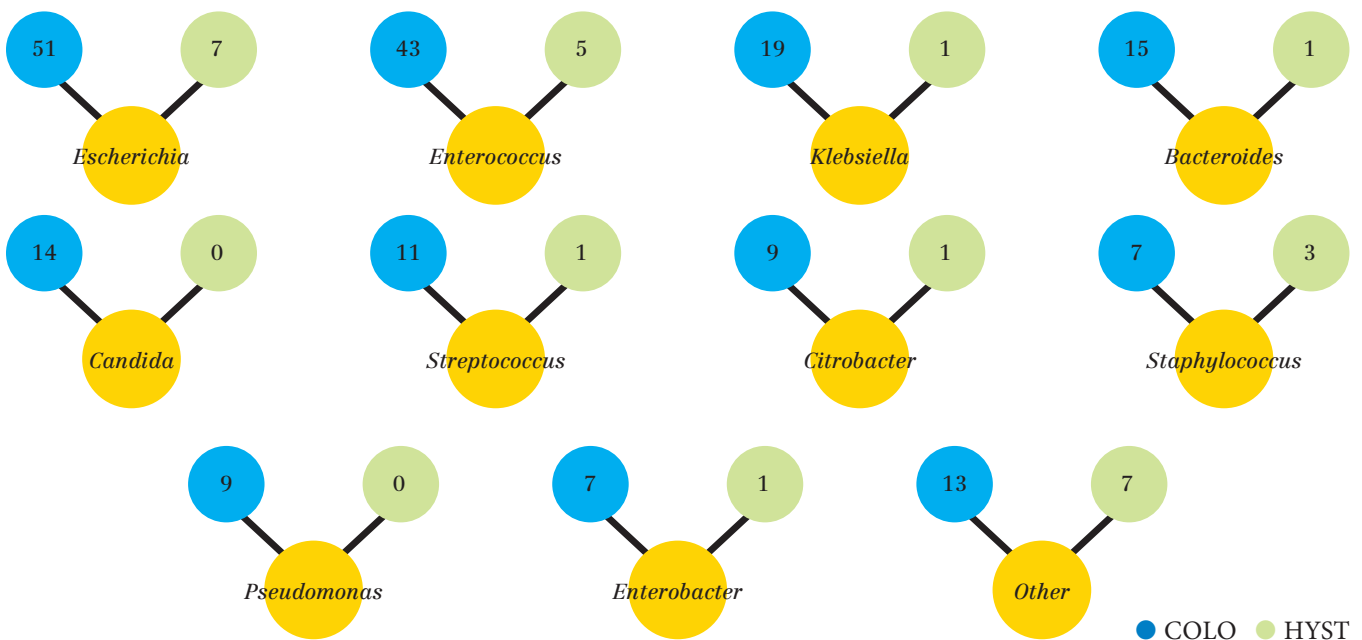 51 7 43 5 19 1 15 1
Escherichia Enterococcus Klebsiella Bacteroides
14 0 11 1 9 1 7 3
Candida Streptococcus Citrobacter Staphylococcus
9 0 7 1 13 7
Pseudomonas Enterobacter Other
COLO HYST